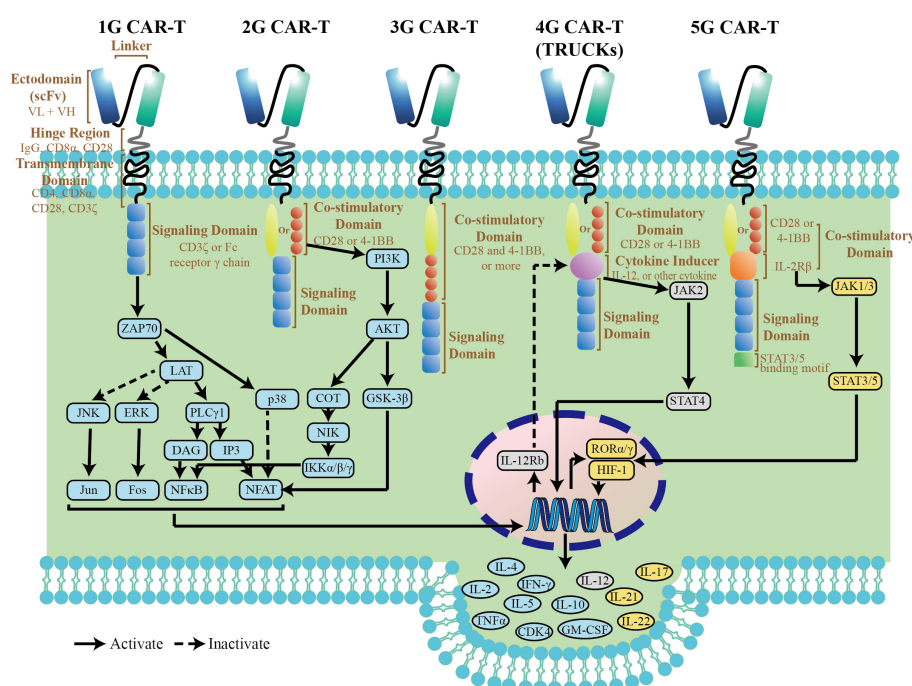 1G CAR-T
2G CAR-T
3G CAR-T
4G CAR-T
(TRUCKs)
5G CAR-T
Linker
Ectodomain
(scFv)
VL + VH
Hinge Region
IgG, CD8α, CD28
Transmembrane
Domain
CD4, CD8α,
CD28, CD3ζ
Signaling Domain
CD3ζ or Fc
receptor γ chain
Or
Co-stimulatory
Domain
CD28 or 4-1BB
Signaling
Domain
Co-stimulatory
Domain
CD28 and 4-1BB,
or more
Signaling
Domain
Or
Co-stimulatory
Domain
CD28 or 4-1BB
Cytokine Inducer
IL-12, or other cytokine
Signaling
Domain
Or
CD28 or
4-1BB
Co-stimulatory
Domain
IL-2Rβ
Signaling
Domain
STAT3/5
binding motif
PI3K
JAK2
JAK1/3
ZAP70
AKT
LAT
STAT3/5
JNK
ERK
PLCγ1
p38
COT
GSK-3β
STAT4
NIK
DAG
IP3
IKKα/β/γ
IL-12Rb
RORα/γ
HIF-1
Jun
Fos
NFκB
NFAT
IL-4
IL-2
IFN-γ
IL-12
IL-17
IL-5
IL-10
IL-21
TNFα
CDK4
GM-CSF
IL-22
Activate
Inactivate